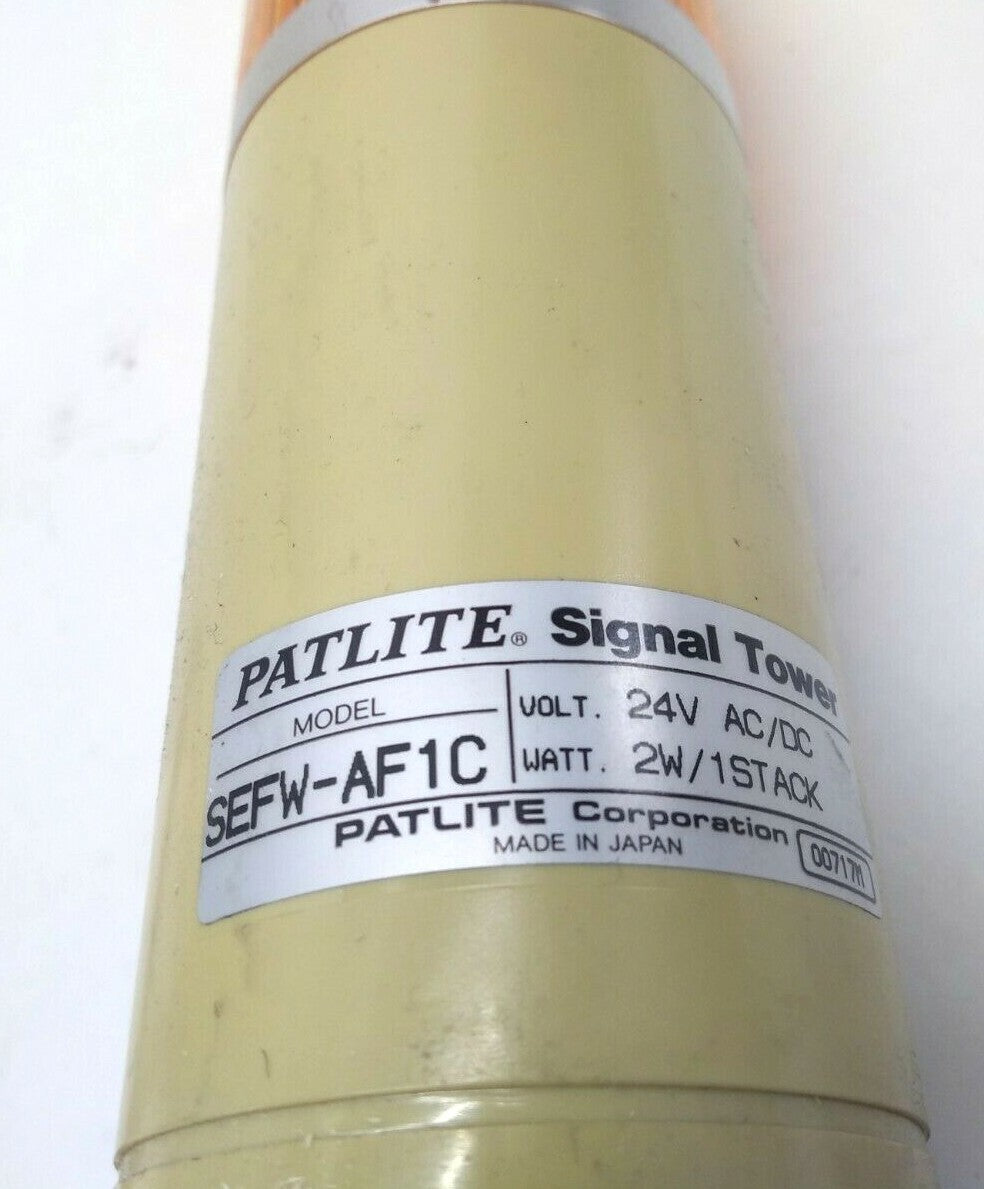 PATLITE® Signal Tower
MODEL
SEFW-AF1C
VOLT. 24V AC/DC
WATT. 2W/1STACK
PATLITE Corporation
MADE IN JAPAN